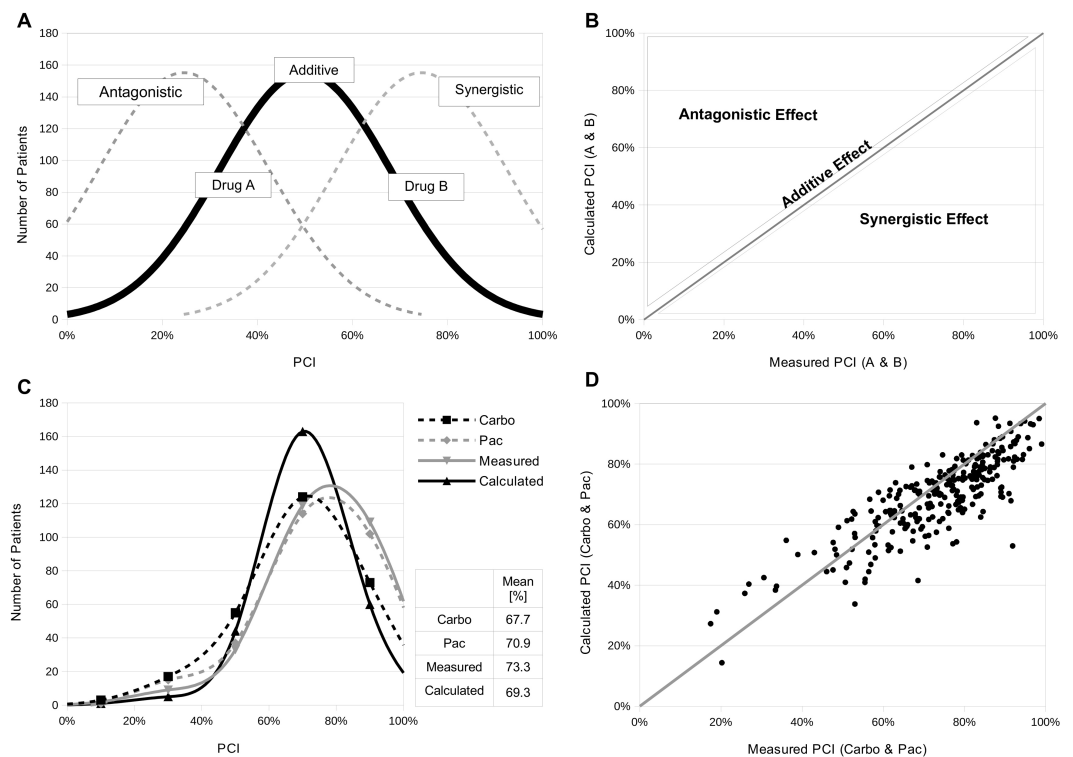 A
180
160
140
120
100
80
60
40
20
0
Number of Patients
Antagonistic
Additive
Synergistic
Drug A
Drug B
0%
20%
40%
60%
80%
100%
PCI
B
100%
80%
60%
40%
20%
0%
Calculated PCI (A & B)
Antagonistic Effect
Additive Effect
Synergistic Effect
0%
20%
40%
60%
80%
100%
Measured PCI (A & B)
C
180
160
140
120
100
80
60
40
20
0
Number of Patients
Carbo
Pac
Measured
Calculated
Mean
[%]
Carbo 67.7
Pac 70.9
Measured 73.3
Calculated 69.3
0%
20%
40%
60%
80%
100%
PCI
D
100%
80%
60%
40%
20%
0%
Calculated PCI (Carbo & Pac)
0%
20%
40%
60%
80%
100%
Measured PCI (Carbo & Pac)